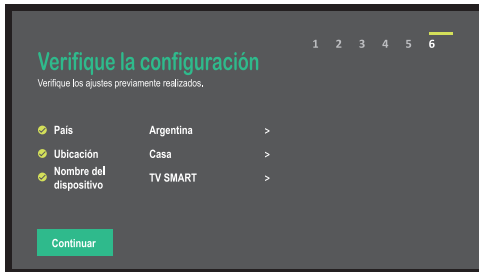 1 2 3 4 5 6
Verifique la configuración
Verifique los ajustes previamente realizados.
País Argentina >
Ubicación Casa >
Nombre del
dispositivo TV SMART >
Continuar